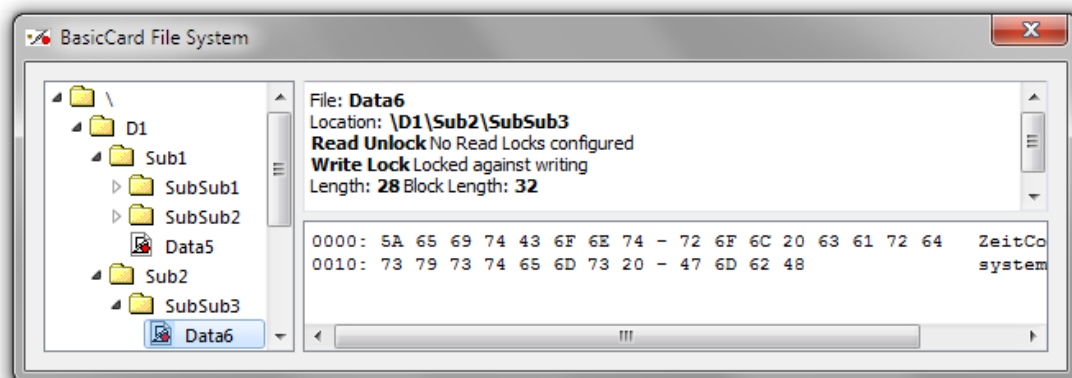 BasicCard File System
\
D1
Sub1
SubSub1
SubSub2
Data5
Sub2
SubSub3
Data6
File: Data6
Location: \D1\Sub2\SubSub3
Read Unlock No Read Locks configured
Write Lock Locked against writing
Length: 28 Block Length: 32
0000: 5A 65 69 74 43 6F 6E 74 - 72 6F 6C 20 63 61 72 64 ZeitCo
0010: 73 79 73 74 65 6D 73 20 - 47 6D 62 48 system